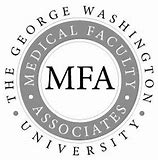 • THE GEORGE WASHINGTON •
UNIVERSITY
• MEDICAL FACULTY •
ASSOCIATES
MFA